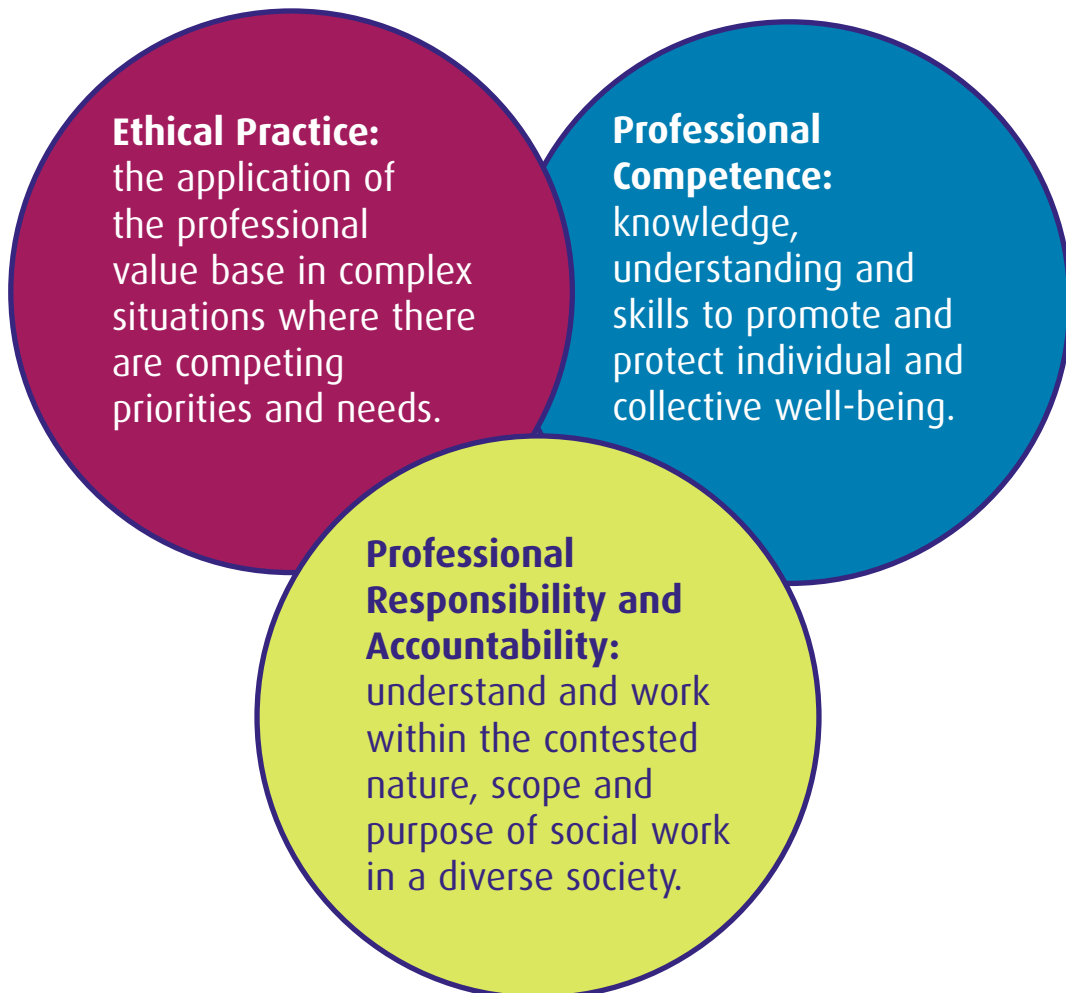 Ethical Practice:
the application of
the professional
value base in complex
situations where there
are competing
priorities and needs.
Professional
Competence:
knowledge,
understanding and
skills to promote and
protect individual and
collective well-being.
Professional
Responsibility and
Accountability:
understand and work
within the contested
nature, scope and
purpose of social work
in a diverse society.